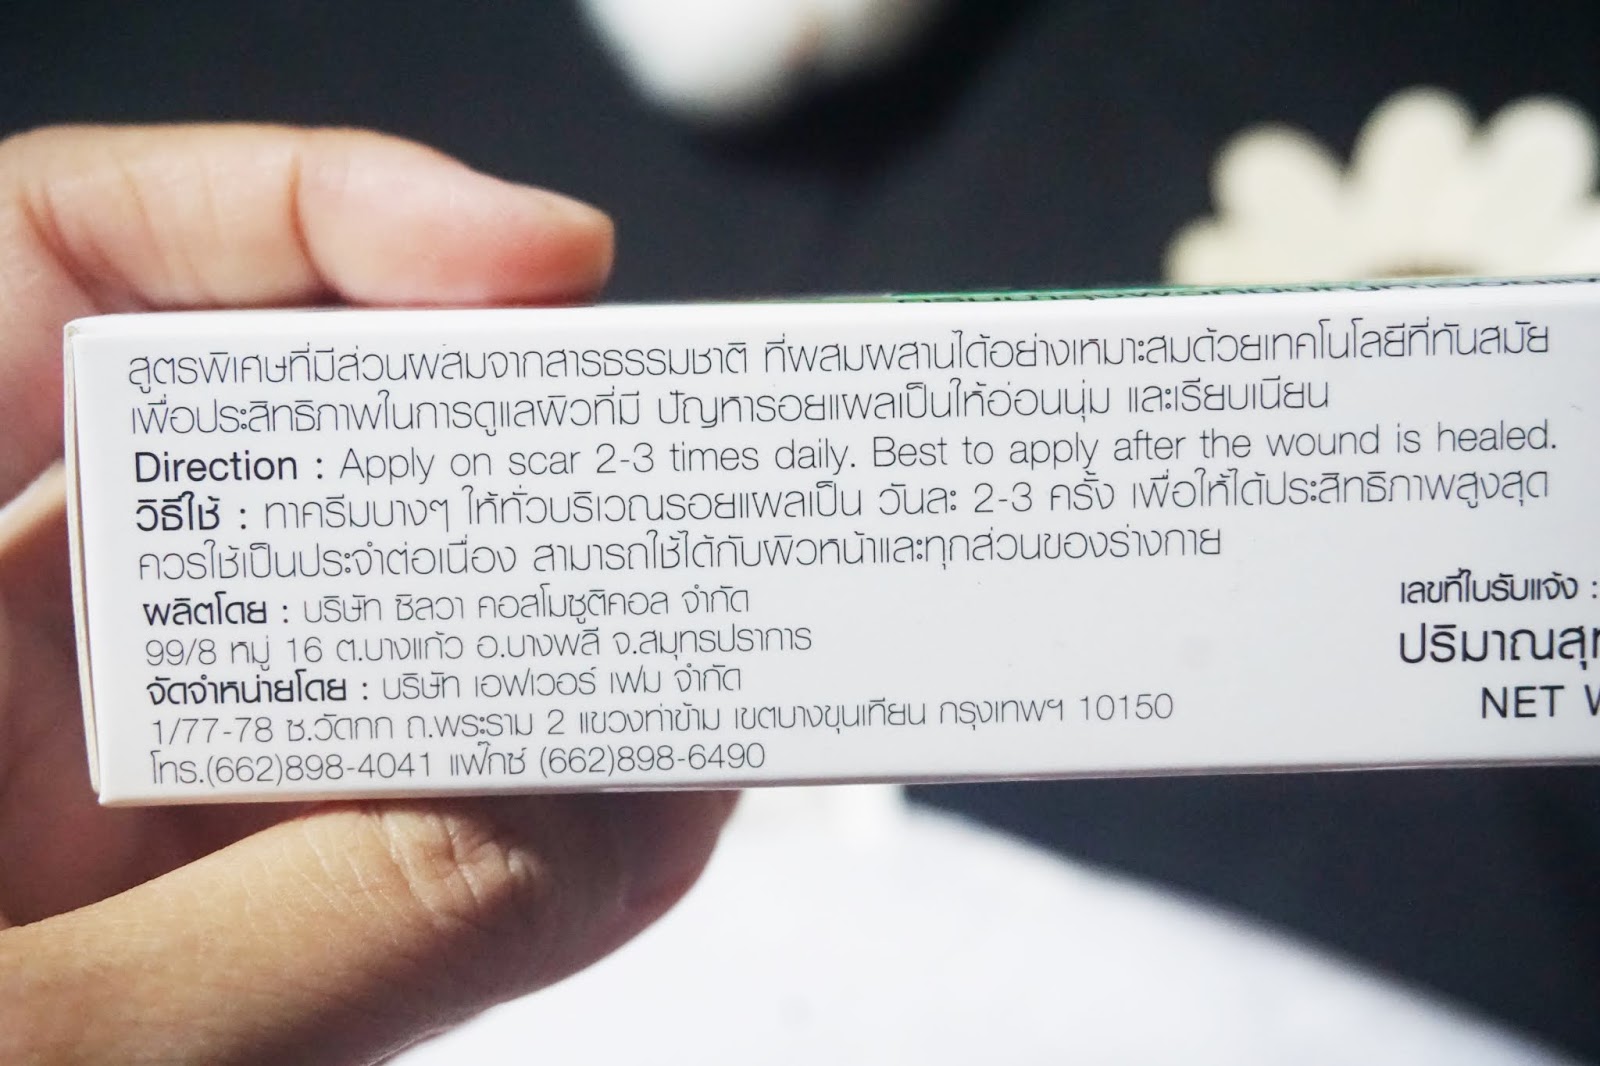 สูตรพิเศษที่มีส่วนผสมจากสารธรรมชาติ ที่ผสมผสานได้อย่างเหมาะสมด้วยเทคโนโลยีที่ทันสมัย
เพื่อประสิทธิภาพในการดูแลผิวที่มี ปัญหารอยแผลเป็นให้อ่อนนุ่ม และเรียบเนียน
Direction : Apply on scar 2-3 times daily. Best to apply after the wound is healed.
วิธีใช้ : ทาครีมบางๆ ให้ทั่วบริเวณรอยแผลเป็น วันละ 2-3 ครั้ง เพื่อให้ได้ประสิทธิภาพสูงสุด
ควรใช้เป็นประจำต่อเนื่อง สามารถใช้ได้กับผิวหน้าและทุกส่วนของร่างกาย
ผลิตโดย : บริษัท ซิลวา คอสโมซูติคอล จำกัด
99/8 หมู่ 16 ต.บางแก้ว อ.บางพลี จ.สมุทรปราการ
จัดจำหน่ายโดย : บริษัท เอฟเวอร์ เฟม จำกัด
1/77-78 ซ.วัดกก ถ.พระราม 2 แขวงท่าข้าม เขตบางขุนเทียน กรุงเทพฯ 10150
โทร.(662)898-4041 แฟ๊กซ์ (662)898-6490
เลขที่ใบรับแจ้ง :
ปริมาณสุท
NET W